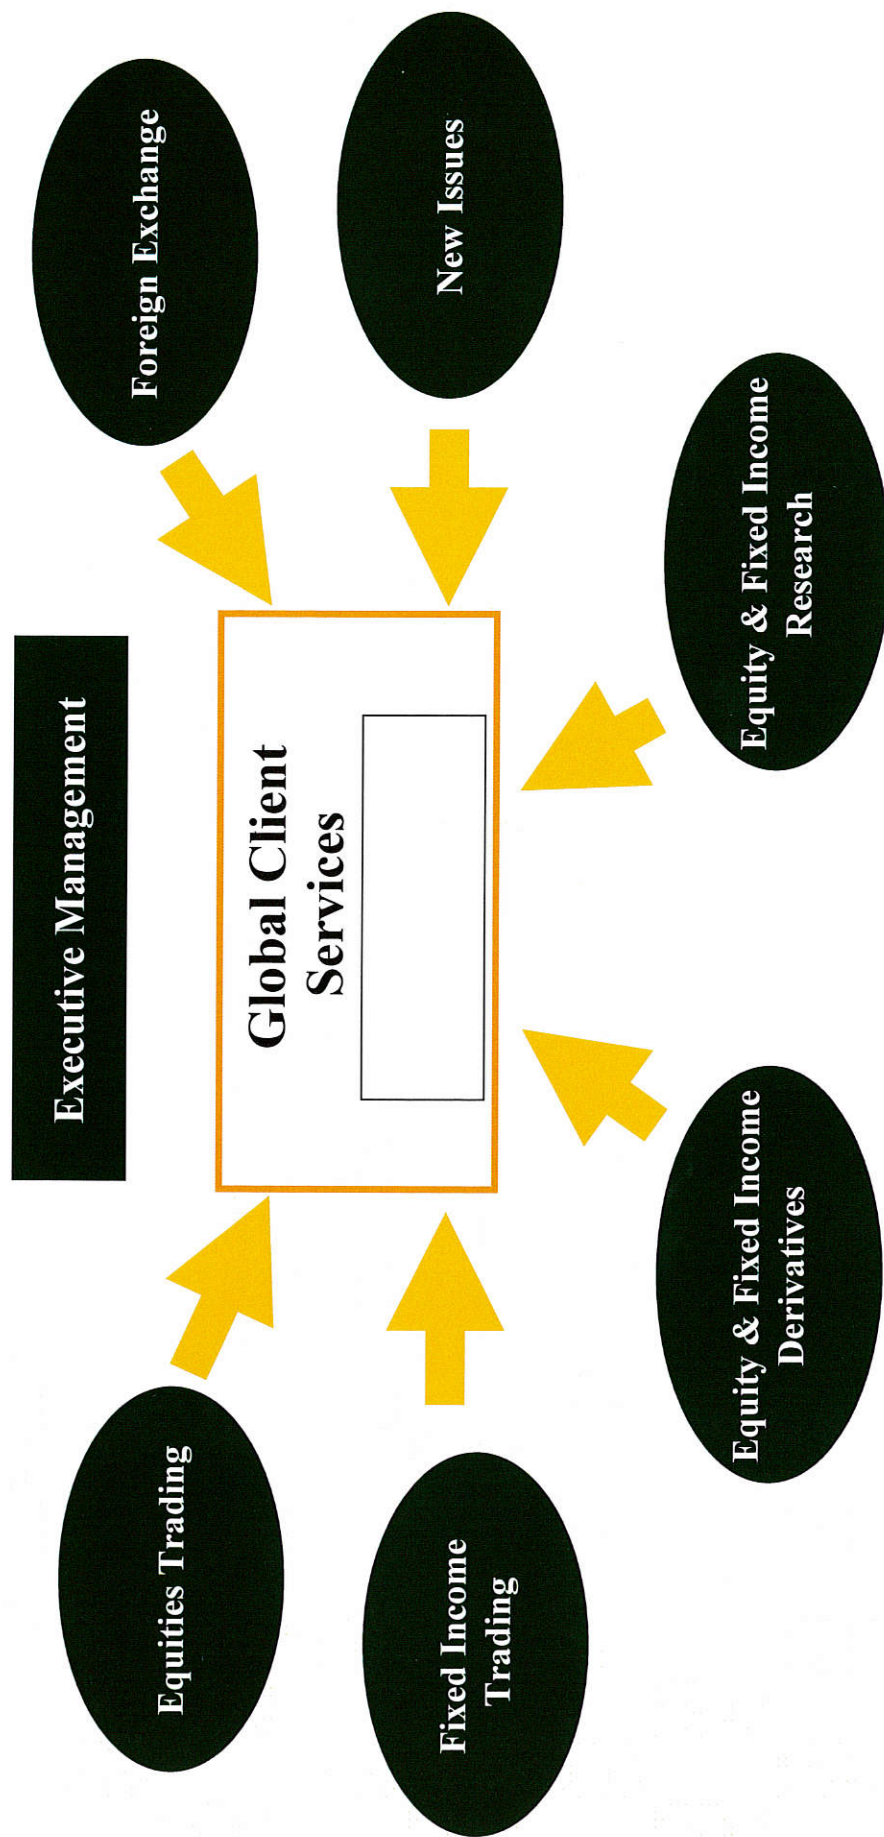 Executive Management
Equities Trading
Foreign Exchange
Global Client
Services
Fixed Income
Trading
New Issues
Equity & Fixed Income
Derivatives
Equity & Fixed Income
Research